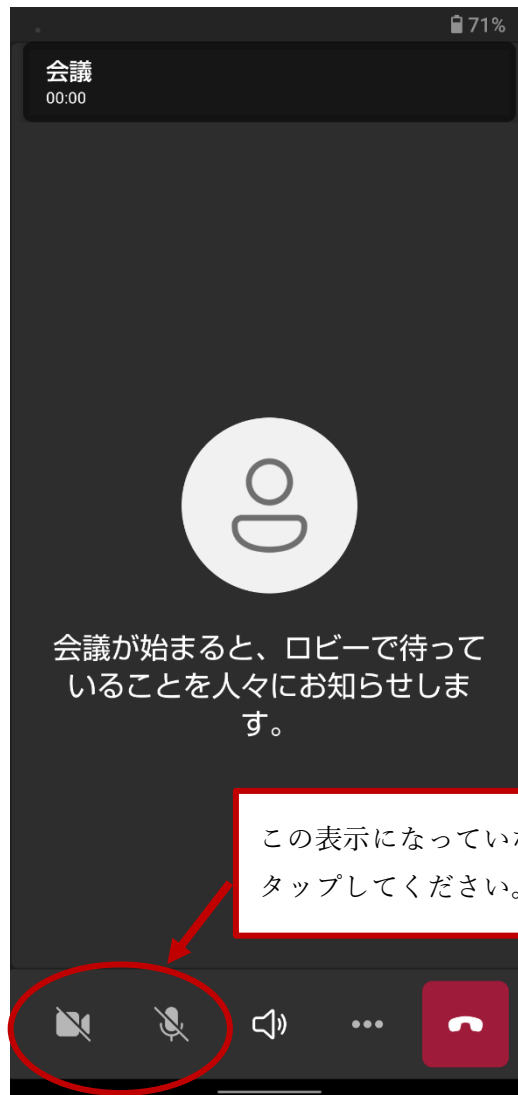 71%
会議
00:00
会議が始まると、ロビーで待って
いることを人々にお知らせしま
す。
この表示になってい
タップしてください。